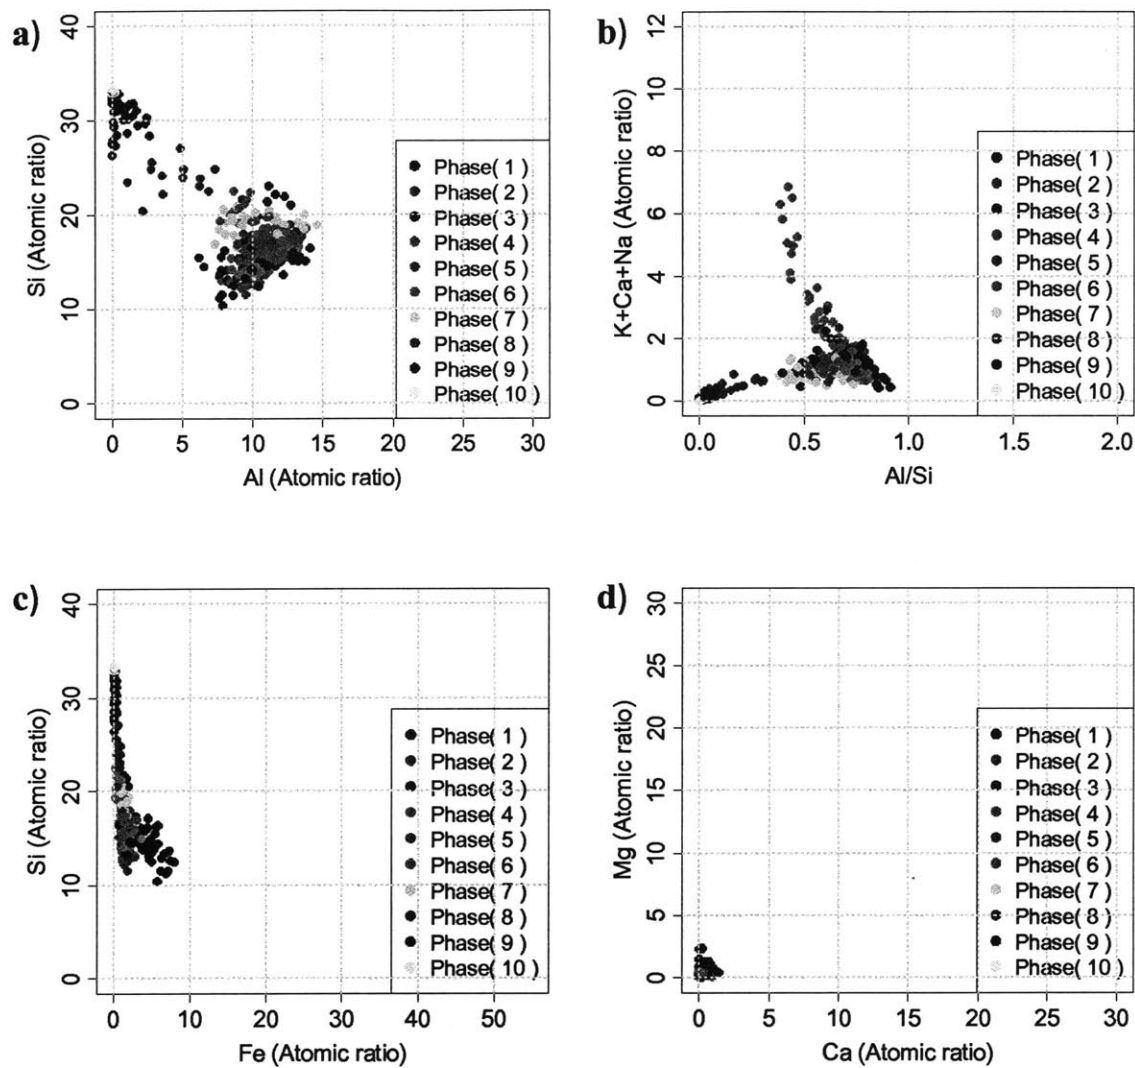 a)
Si (Atomic ratio)
40
30
20
10
0
Phase( 1 )
Phase( 2 )
Phase( 3 )
Phase( 4 )
Phase( 5 )
Phase( 6 )
Phase( 7 )
Phase( 8 )
Phase( 9 )
Phase( 10 )
0 5 10 15 20 25 30
Al (Atomic ratio)
b)
K+Ca+Na (Atomic ratio)
12
10
8
6
4
2
0
Phase( 1 )
Phase( 2 )
Phase( 3 )
Phase( 4 )
Phase( 5 )
Phase( 6 )
Phase( 7 )
Phase( 8 )
Phase( 9 )
Phase( 10 )
0.0 0.5 1.0 1.5 2.0
Al/Si
c)
Si (Atomic ratio)
40
30
20
10
0
Phase( 1 )
Phase( 2 )
Phase( 3 )
Phase( 4 )
Phase( 5 )
Phase( 6 )
Phase( 7 )
Phase( 8 )
Phase( 9 )
Phase( 10 )
0 10 20 30 40 50
Fe (Atomic ratio)
d)
Mg (Atomic ratio)
30
25
20
15
10
5
0
Phase( 1 )
Phase( 2 )
Phase( 3 )
Phase( 4 )
Phase( 5 )
Phase( 6 )
Phase( 7 )
Phase( 8 )
Phase( 9 )
Phase( 10 )
0 5 10 15 20 25 30
Ca (Atomic ratio)